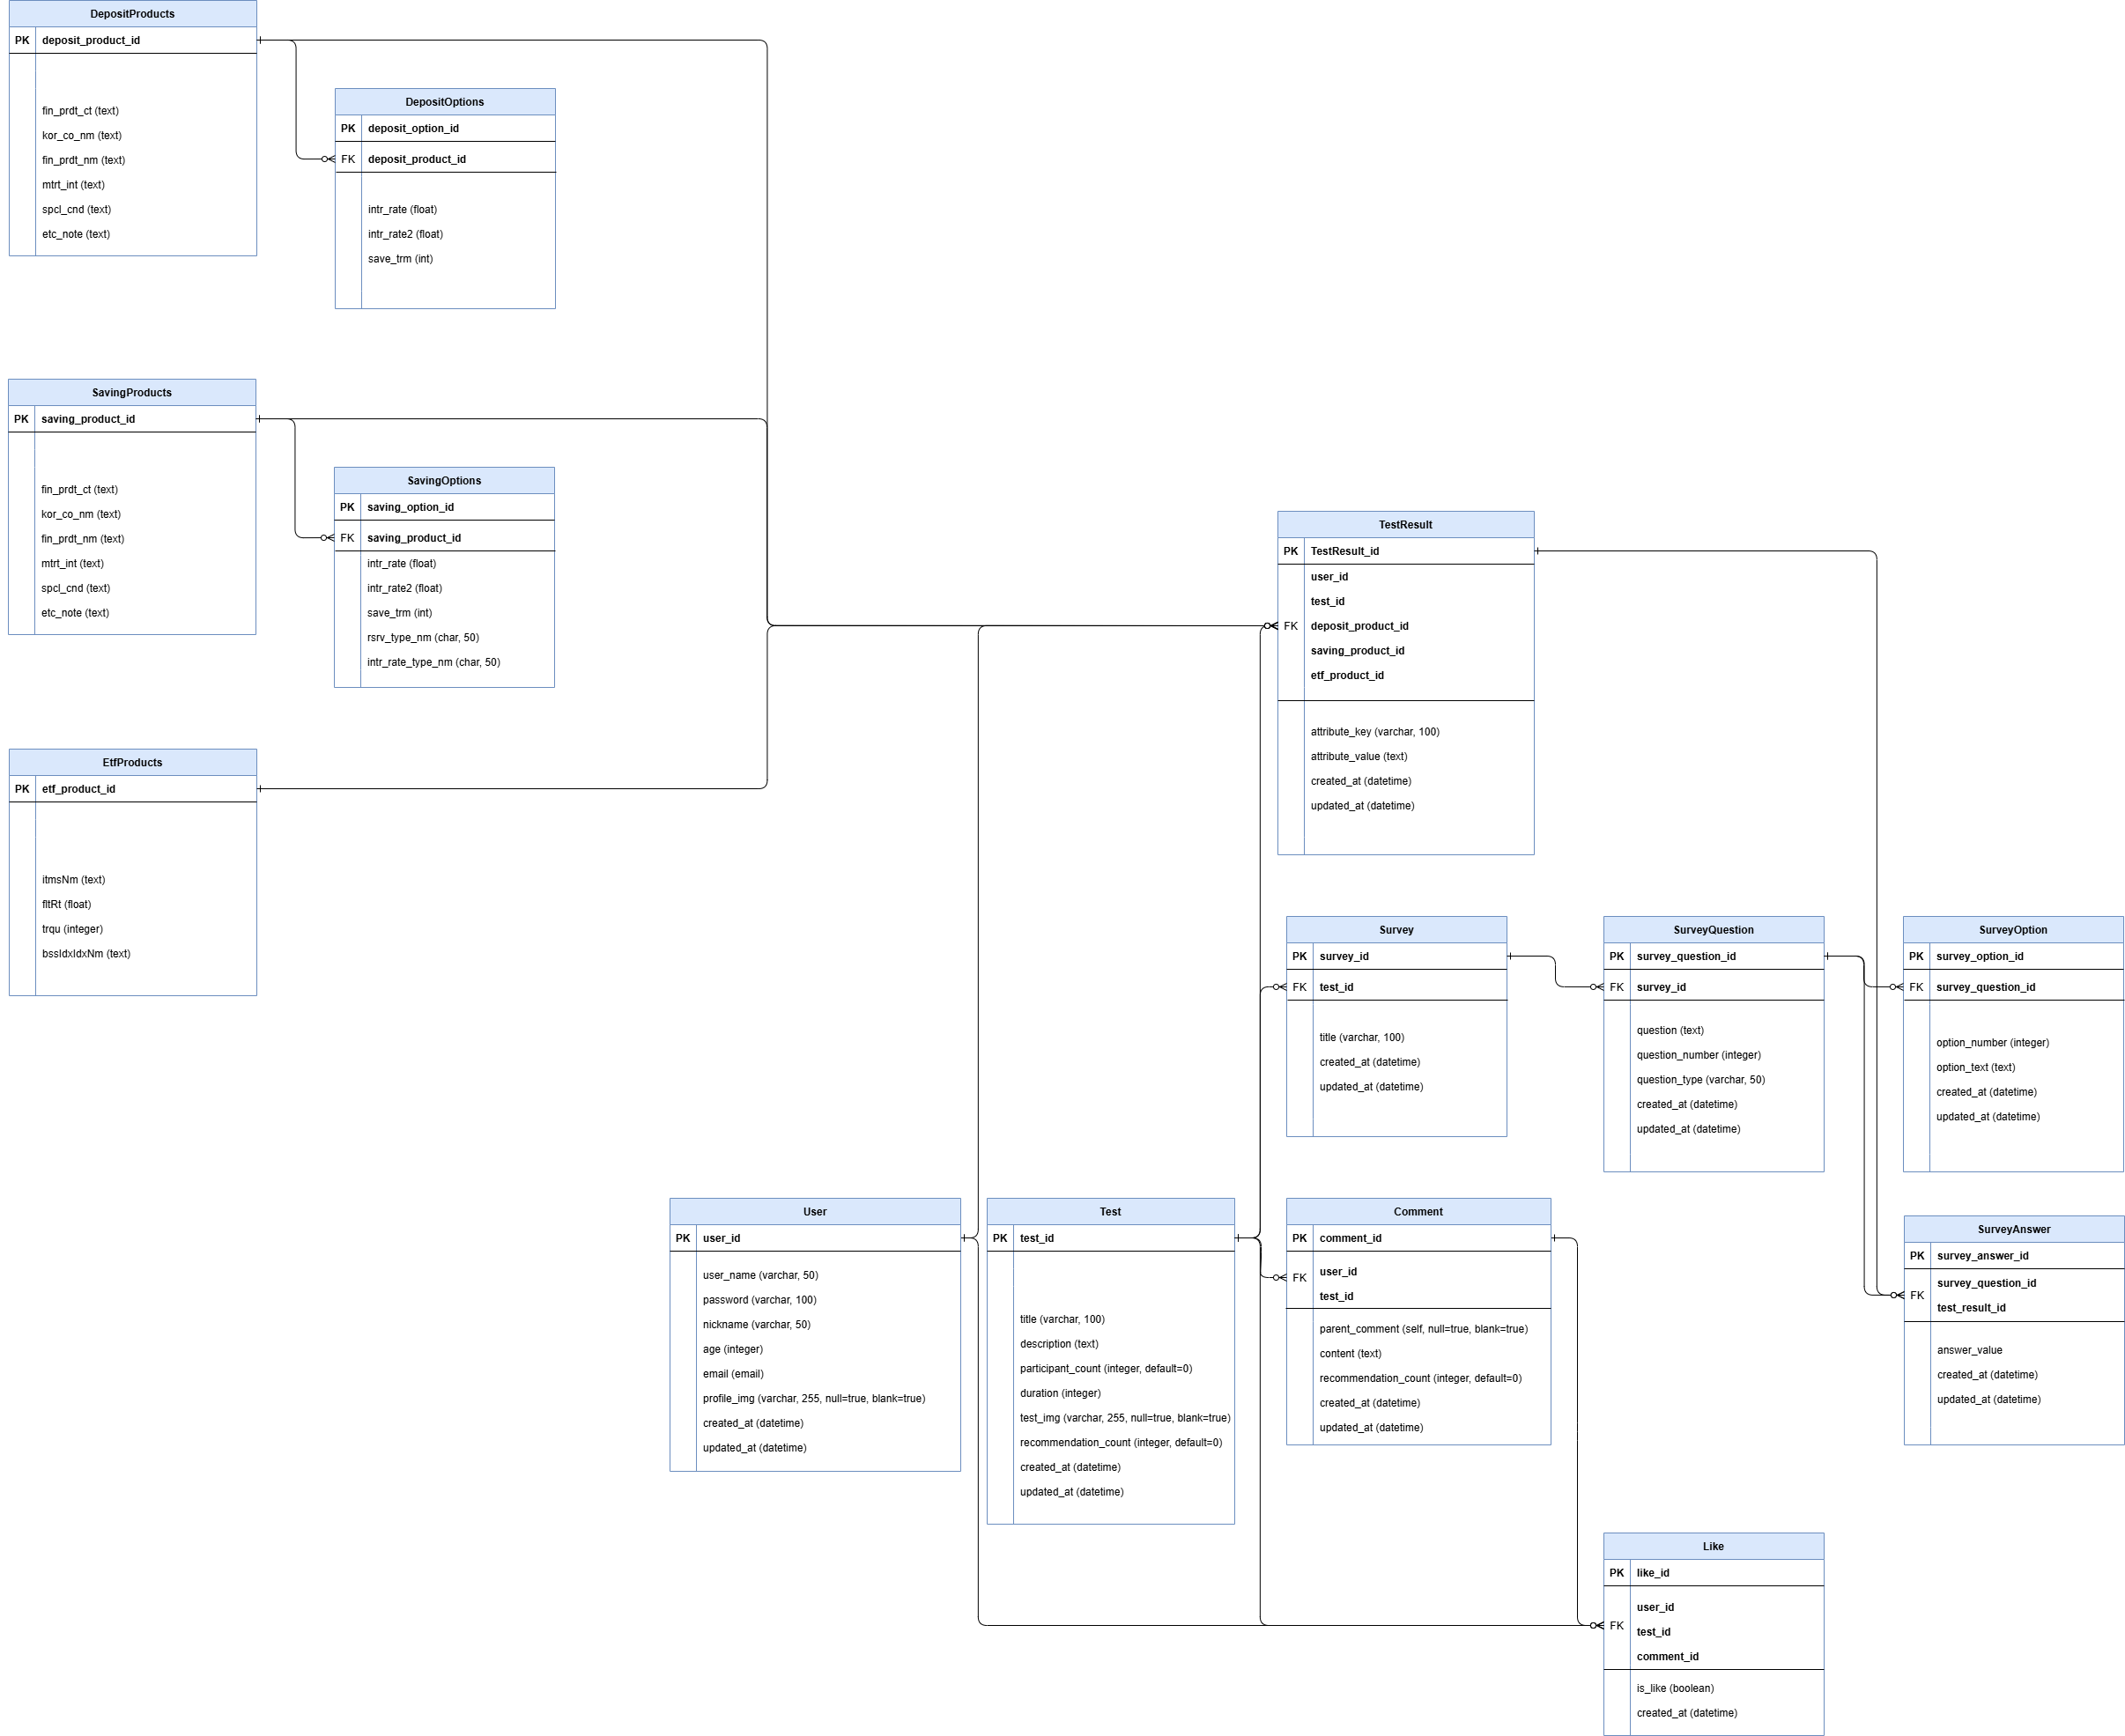 DepositProducts
PK deposit_product_id
fin_prdt_ct (text)
kor_co_nm (text)
fin_prdt_nm (text)
mtrt_int (text)
spcl_cnd (text)
etc_note (text)
DepositOptions
PK deposit_option_id
FK deposit_product_id
intr_rate (float)
intr_rate2 (float)
save_trm (int)
SavingProducts
PK saving_product_id
fin_prdt_ct (text)
kor_co_nm (text)
fin_prdt_nm (text)
mtrt_int (text)
spcl_cnd (text)
etc_note (text)
SavingOptions
PK saving_option_id
FK saving_product_id
intr_rate (float)
intr_rate2 (float)
save_trm (int)
rsrv_type_nm (char, 50)
intr_rate_type_nm (char, 50)
EtfProducts
PK etf_product_id
itmsNm (text)
fltRt (float)
trqu (integer)
bssIdxIdxNm (text)
TestResult
PK TestResult_id
user_id
test_id
FK deposit_product_id
saving_product_id
etf_product_id
attribute_key (varchar, 100)
attribute_value (text)
created_at (datetime)
updated_at (datetime)
Survey
PK survey_id
FK test_id
title (varchar, 100)
created_at (datetime)
updated_at (datetime)
SurveyQuestion
PK survey_question_id
FK survey_id
question (text)
question_number (integer)
question_type (varchar, 50)
created_at (datetime)
updated_at (datetime)
SurveyOption
PK survey_option_id
FK survey_question_id
option_number (integer)
option_text (text)
created_at (datetime)
updated_at (datetime)
User
PK user_id
user_name (varchar, 50)
password (varchar, 100)
nickname (varchar, 50)
age (integer)
email (email)
profile_img (varchar, 255, null=true, blank=true)
created_at (datetime)
updated_at (datetime)
Test
PK test_id
title (varchar, 100)
description (text)
participant_count (integer, default=0)
duration (integer)
test_img (varchar, 255, null=true, blank=true)
recommendation_count (integer, default=0)
created_at (datetime)
updated_at (datetime)
Comment
PK comment_id
FK user_id
test_id
parent_comment (self, null=true, blank=true)
content (text)
recommendation_count (integer, default=0)
created_at (datetime)
updated_at (datetime)
SurveyAnswer
PK survey_answer_id
FK survey_question_id
test_result_id
answer_value
created_at (datetime)
updated_at (datetime)
Like
PK like_id
user_id
FK test_id
comment_id
is_like (boolean)
created_at (datetime)